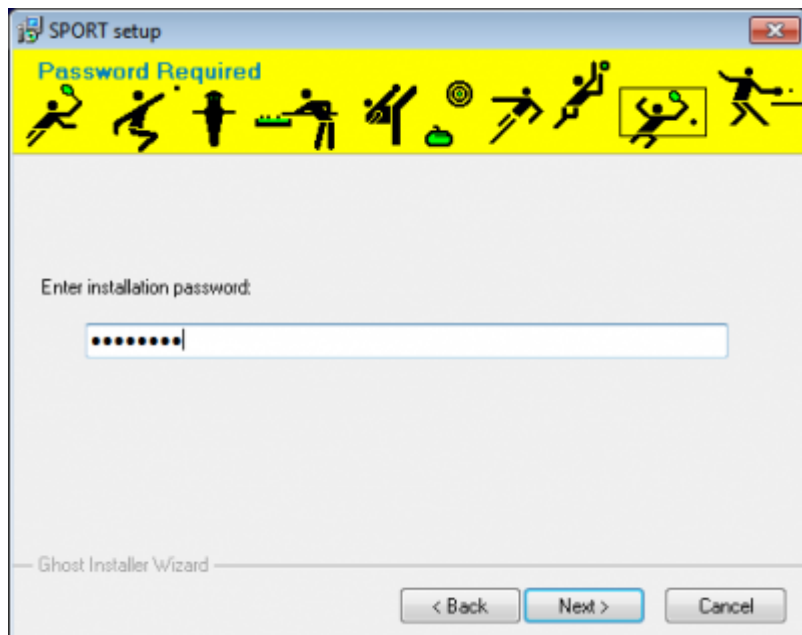 SPORT setup
Password Required
Enter installation password:
••••••••
Ghost Installer Wizard
< Back Next > Cancel